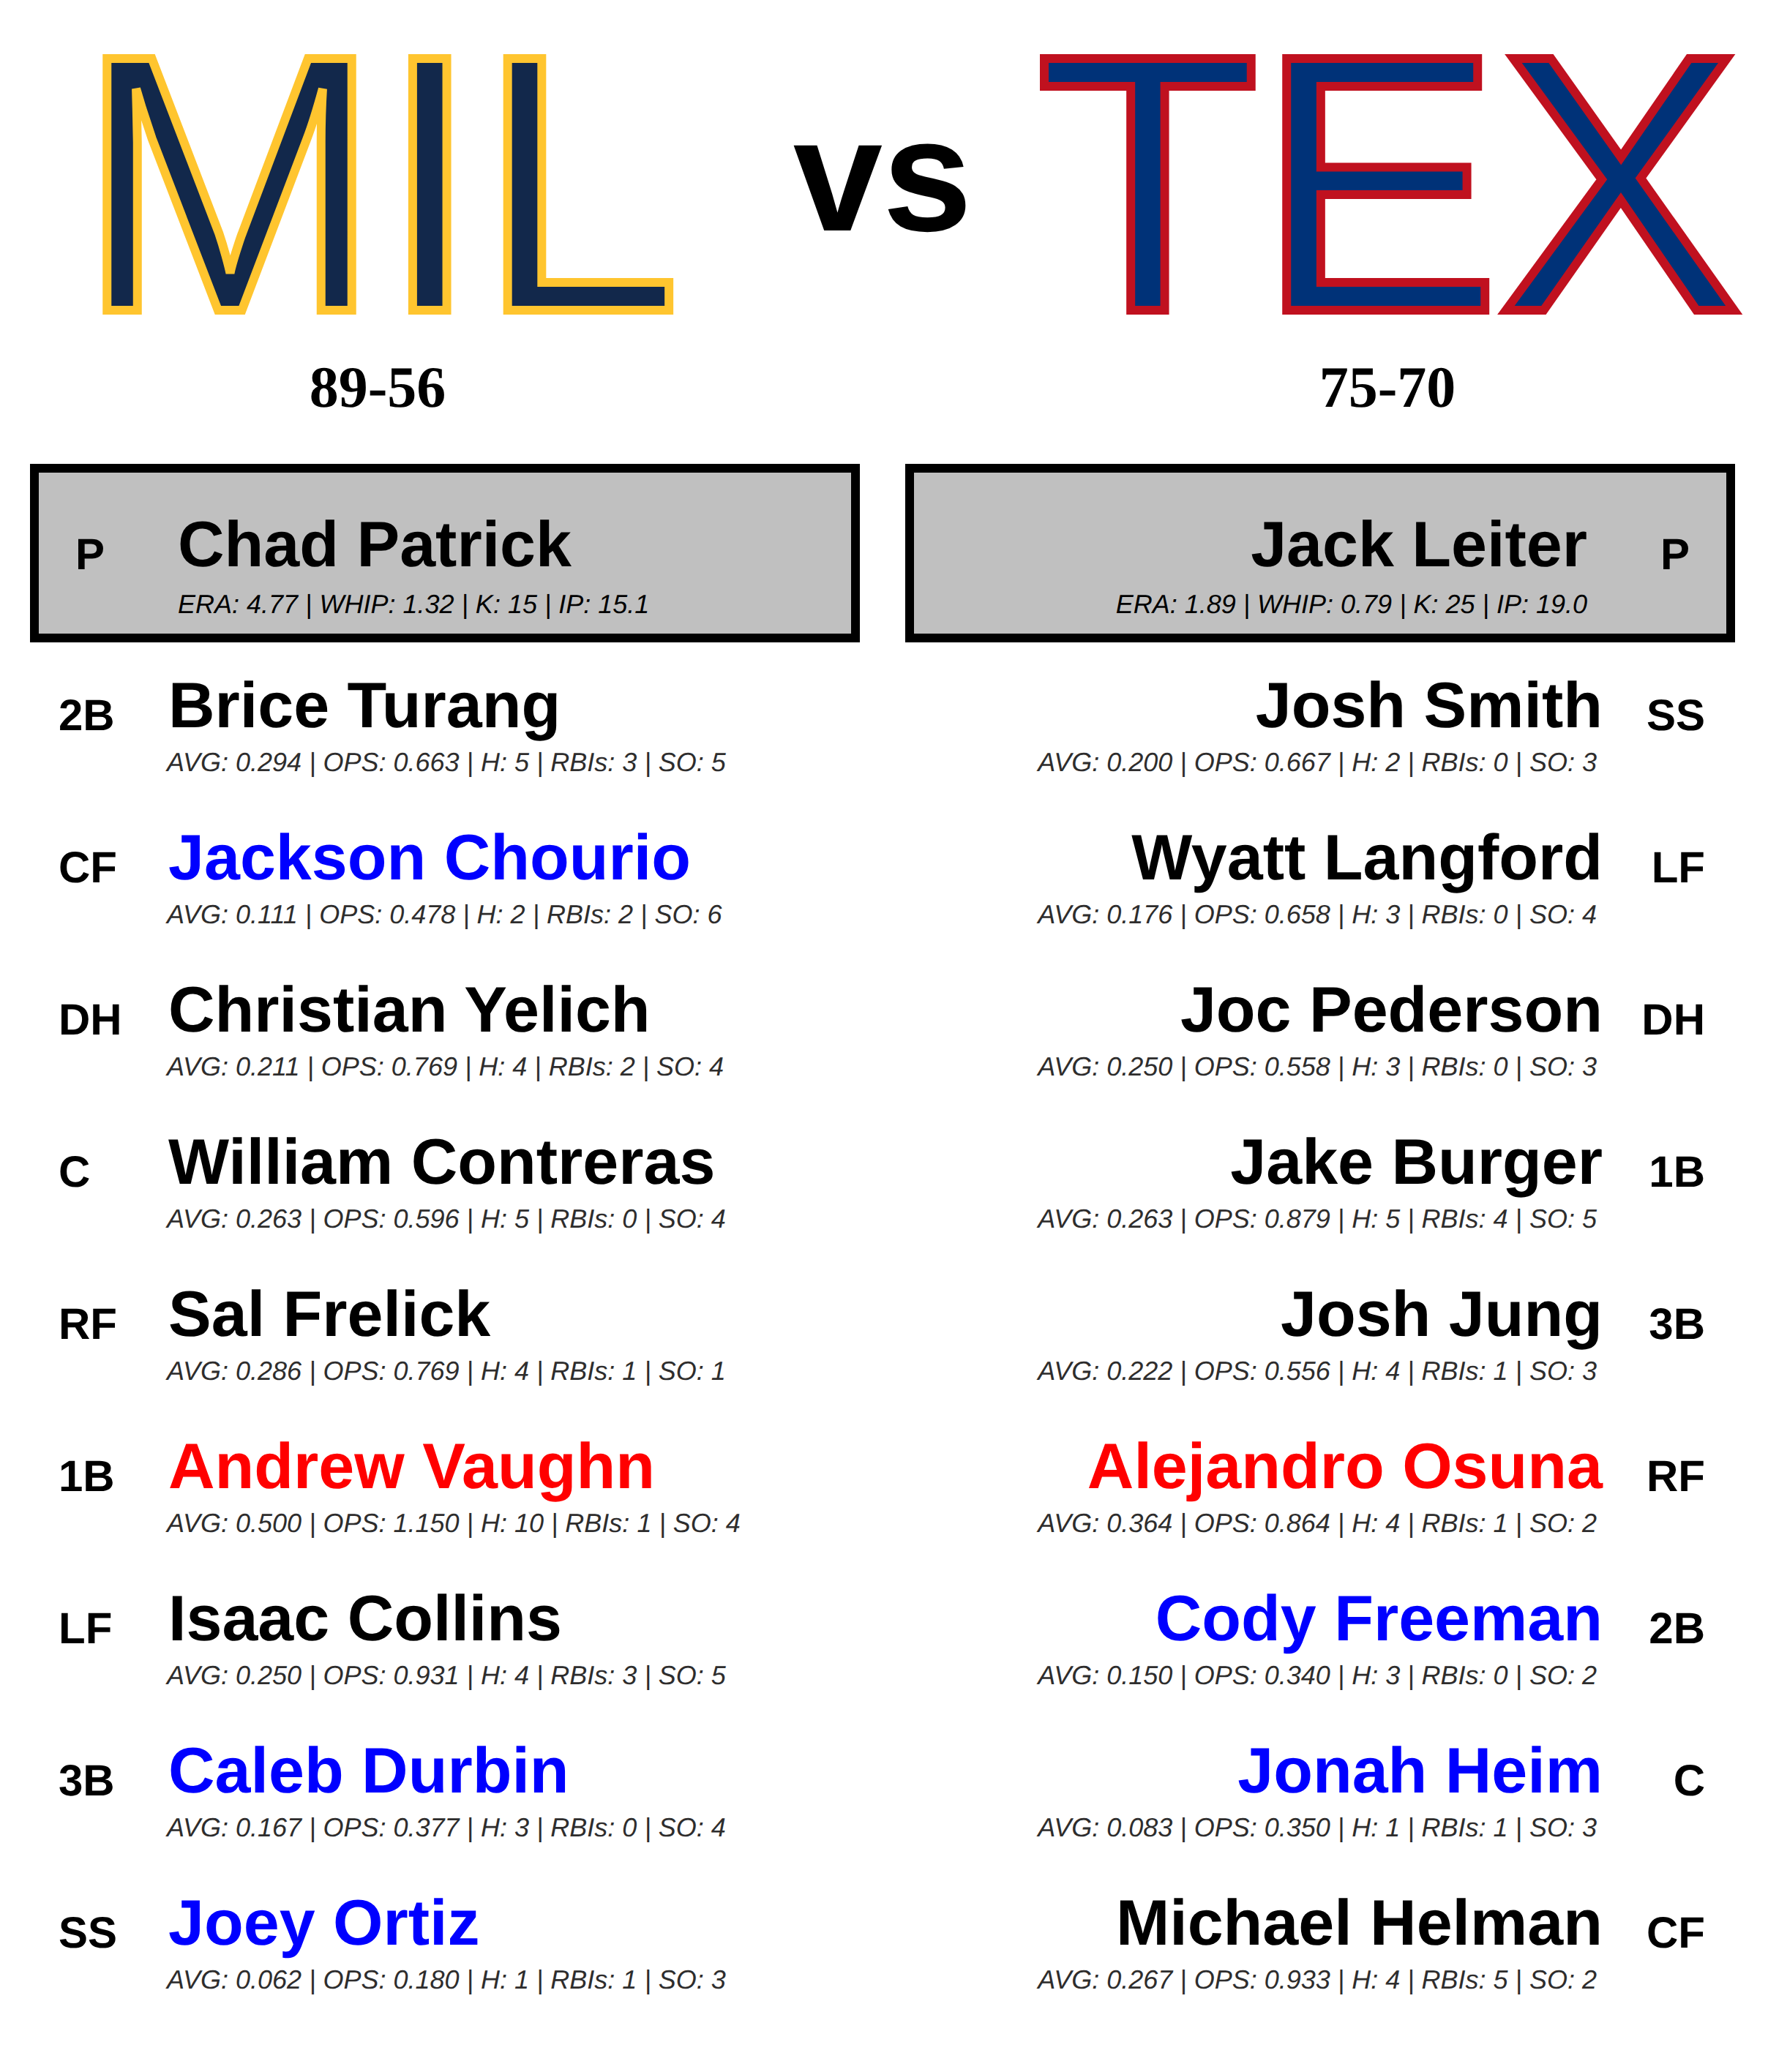 MIL vs TEX
89-56 75-70
P Chad Patrick
ERA: 4.77 | WHIP: 1.32 | K: 15 | IP: 15.1
Jack Leiter P
ERA: 1.89 | WHIP: 0.79 | K: 25 | IP: 19.0
2B Brice Turang
AVG: 0.294 | OPS: 0.663 | H: 5 | RBIs: 3 | SO: 5
CF Jackson Chourio
AVG: 0.111 | OPS: 0.478 | H: 2 | RBIs: 2 | SO: 6
DH Christian Yelich
AVG: 0.211 | OPS: 0.769 | H: 4 | RBIs: 2 | SO: 4
C William Contreras
AVG: 0.263 | OPS: 0.596 | H: 5 | RBIs: 0 | SO: 4
RF Sal Frelick
AVG: 0.286 | OPS: 0.769 | H: 4 | RBIs: 1 | SO: 1
1B Andrew Vaughn
AVG: 0.500 | OPS: 1.150 | H: 10 | RBIs: 1 | SO: 4
LF Isaac Collins
AVG: 0.250 | OPS: 0.931 | H: 4 | RBIs: 3 | SO: 5
3B Caleb Durbin
AVG: 0.167 | OPS: 0.377 | H: 3 | RBIs: 0 | SO: 4
SS Joey Ortiz
AVG: 0.062 | OPS: 0.180 | H: 1 | RBIs: 1 | SO: 3
Josh Smith SS
AVG: 0.200 | OPS: 0.667 | H: 2 | RBIs: 0 | SO: 3
Wyatt Langford LF
AVG: 0.176 | OPS: 0.658 | H: 3 | RBIs: 0 | SO: 4
Joc Pederson DH
AVG: 0.250 | OPS: 0.558 | H: 3 | RBIs: 0 | SO: 3
Jake Burger 1B
AVG: 0.263 | OPS: 0.879 | H: 5 | RBIs: 4 | SO: 5
Josh Jung 3B
AVG: 0.222 | OPS: 0.556 | H: 4 | RBIs: 1 | SO: 3
Alejandro Osuna RF
AVG: 0.364 | OPS: 0.864 | H: 4 | RBIs: 1 | SO: 2
Cody Freeman 2B
AVG: 0.150 | OPS: 0.340 | H: 3 | RBIs: 0 | SO: 2
Jonah Heim C
AVG: 0.083 | OPS: 0.350 | H: 1 | RBIs: 1 | SO: 3
Michael Helman CF
AVG: 0.267 | OPS: 0.933 | H: 4 | RBIs: 5 | SO: 2